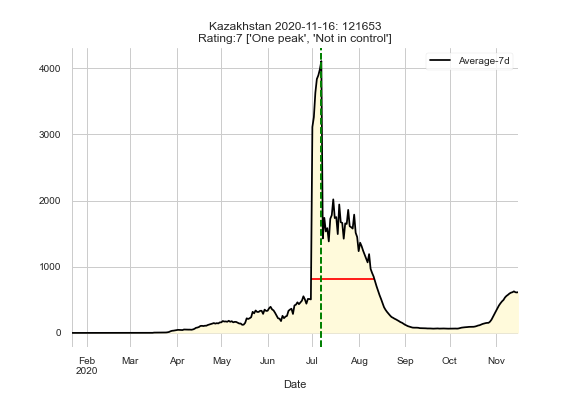 Kazakhstan 2020-11-16: 121653
Rating:7 ['One peak', 'Not in control']
Average-7d
4000
3000
2000
1000
0
Feb Mar Apr May Jun Jul Aug Sep Oct Nov
2020
Date